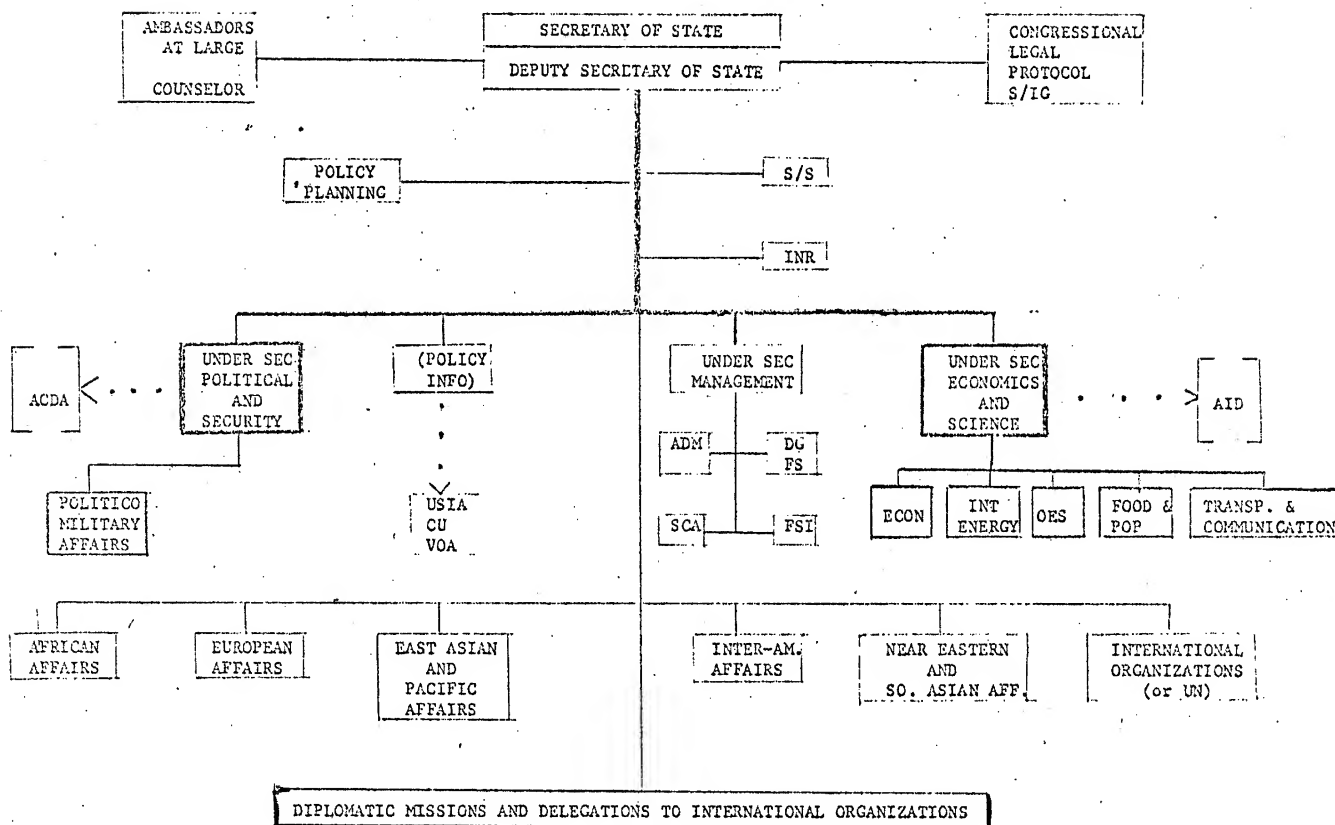 AMBASSADORS
AT LARGE
COUNSELOR
SECRETARY OF STATE
DEPUTY SECRETARY OF STATE
CONGRESSIONAL
LEGAL
PROTOCOL
S/IG
POLICY
PLANNING
S/S
INR
ACDA
UNDER SEC
POLITICAL
AND
SECURITY
(POLICY
INFO)
UNDER SEC
MANAGEMENT
UNDER SEC
ECONOMICS
AND
SCIENCE
AID
POLITICO
MILITARY
AFFAIRS
USIA
CU
VOA
ADM
DG
FS
SCA
FSI
ECON
INT
ENERGY
OES
FOOD &
POP
TRANSP. &
COMMUNICATION
AFRICAN
AFFAIRS
EUROPEAN
AFFAIRS
EAST ASIAN
AND
PACIFIC
AFFAIRS
INTER-AM.
AFFAIRS
NEAR EASTERN
AND
SO. ASIAN AFF.
INTERNATIONAL
ORGANIZATIONS
(or UN)
DIPLOMATIC MISSIONS AND DELEGATIONS TO INTERNATIONAL ORGANIZATIONS